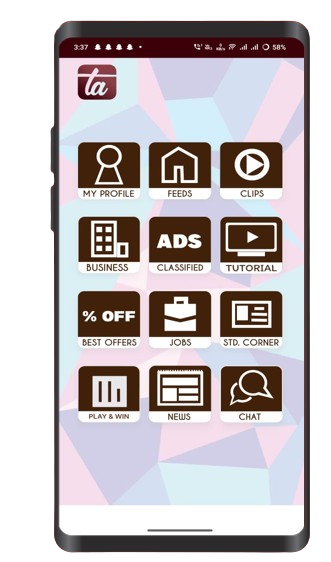 3:37
58%
ta
MY PROFILE
FEEDS
CLIPS
BUSINESS
ADS
CLASSIFIED
TUTORIAL
% OFF
BEST OFFERS
JOBS
STD. CORNER
PLAY & WIN
NEWS
CHAT